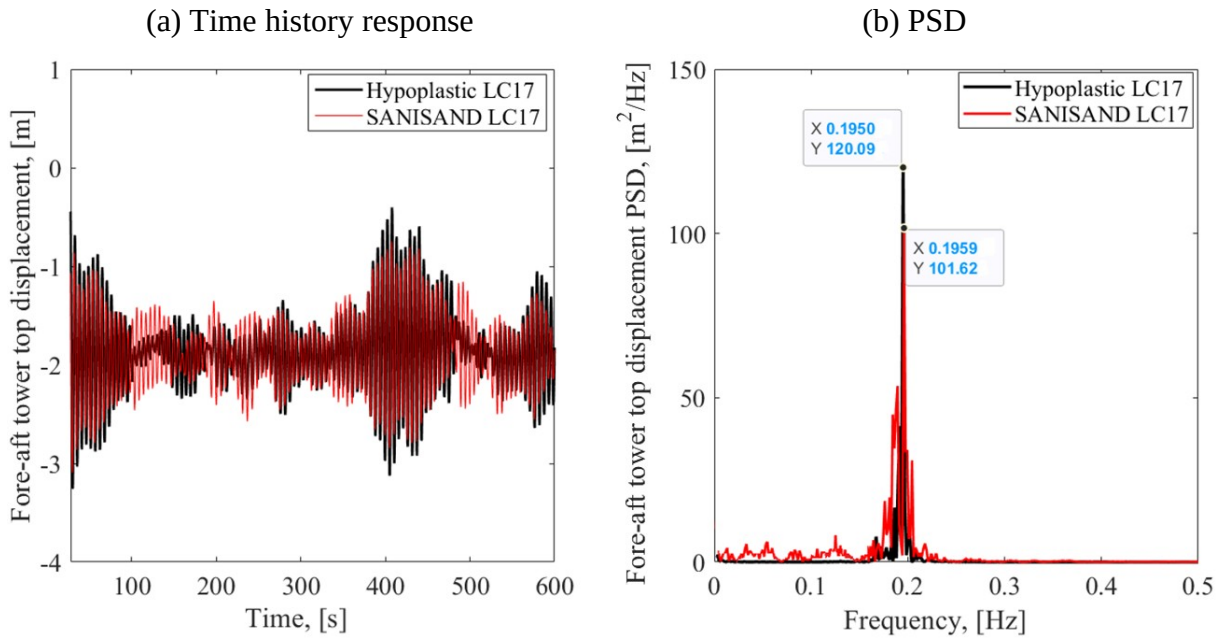 (a) Time history response
Fore-aft tower top displacement, [m]
1
0
-1
-2
-3
-4
Hypoplastic LC17
SANISAND LC17
100
200
300
400
500
600
Time, [s]
(b) PSD
Fore-aft tower top displacement PSD, [m²/Hz]
150
100
50
0
Hypoplastic LC17
SANISAND LC17
X 0.1950
Y 120.09
X 0.1959
Y 101.62
0
0.1
0.2
0.3
0.4
0.5
Frequency, [Hz]